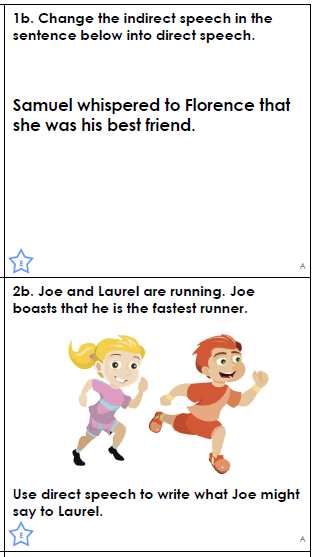 1b. Change the indirect speech in the
sentence below into direct speech.
Samuel whispered to Florence that
she was his best friend.
E
A
2b. Joe and Laurel are running. Joe
boasts that he is the fastest runner.
Use direct speech to write what Joe might
say to Laurel.
E
A